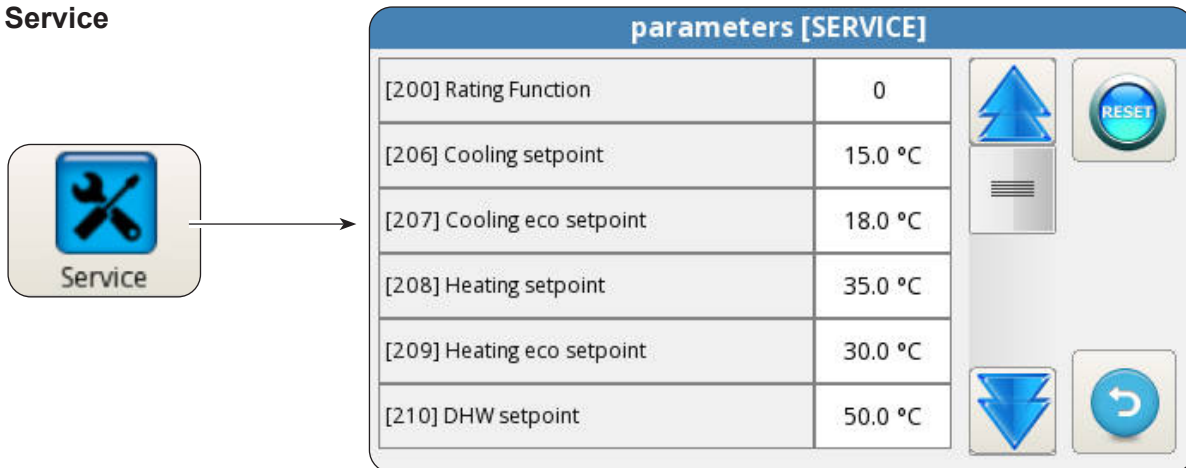 Service
parameters [SERVICE]
[200] Rating Function 0
RESET
[206] Cooling setpoint 15.0 °C
[207] Cooling eco setpoint 18.0 °C
Service
[208] Heating setpoint 35.0 °C
[209] Heating eco setpoint 30.0 °C
[210] DHW setpoint 50.0 °C